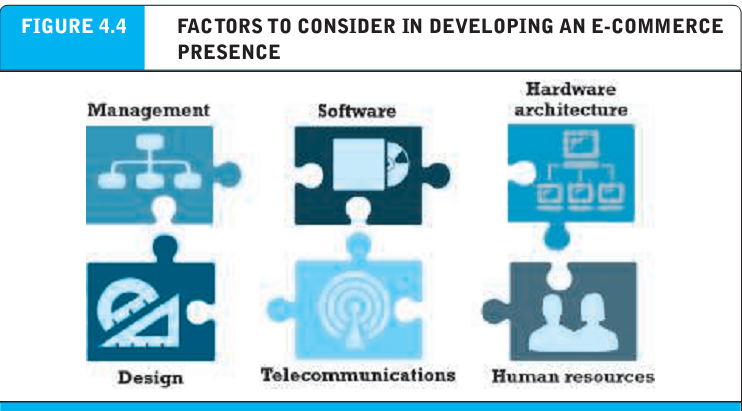 FIGURE 4.4
FACTORS TO CONSIDER IN DEVELOPING AN E-COMMERCE
PRESENCE
Management
Software
Hardware
architecture
Design
Telecommunications
Human resources